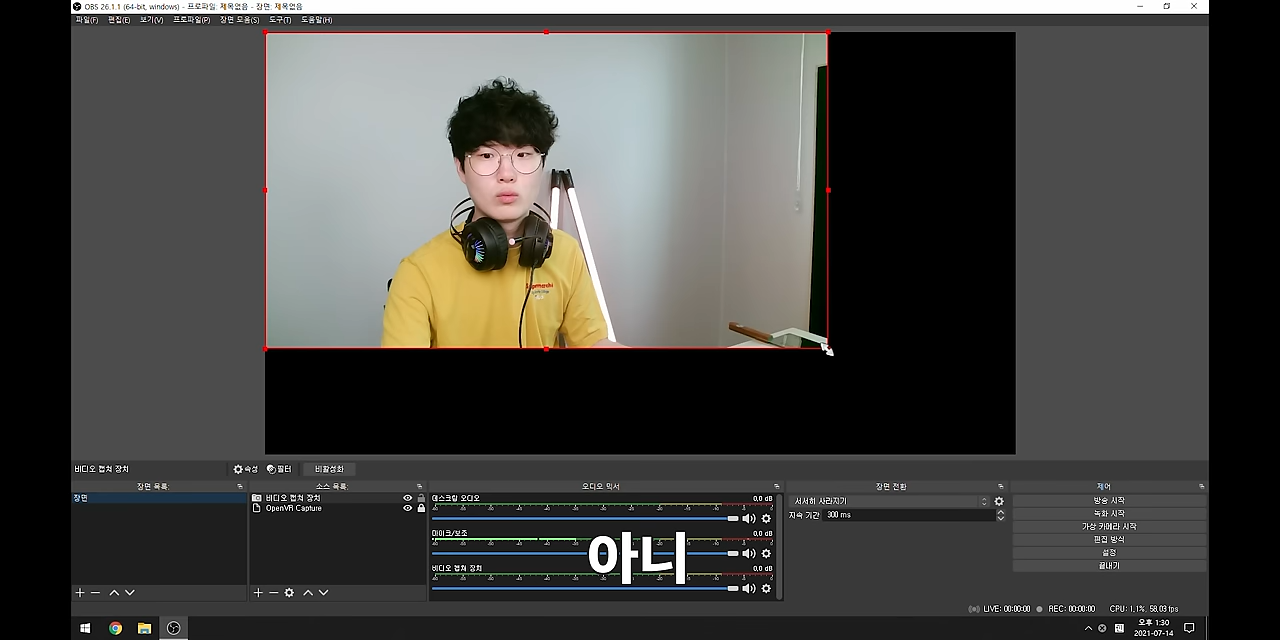 OBS 26.1.1 (64-bit, windows) - 프로파일: 제목없음 - 장면: 제목없음
파일(F) 편집(E) 보기(V) 프로파일(P) 장면 모음(S) 도구(T) 도움말(H)
비디오 캡쳐 장치 속성 필터 비활성화
장면 목록: 소스 목록: 오디오 믹서 장면 전환 제어
장면
비디오 캡쳐 장치
OpenVR Capture
데스크탑 오디오 0.0 dB
마이크/보조 0.0 dB
비디오 캡쳐 장치 0.0 dB
서서히 사라지기
지속 기간 300 ms
방송 시작
녹화 시작
가상 카메라 시작
편집 방식
설정
끝내기
아니
LIVE: 00:00:00 REC: 00:00:00 CPU: 1.1%, 58.03 fps
오후 1:30
2021-07-14